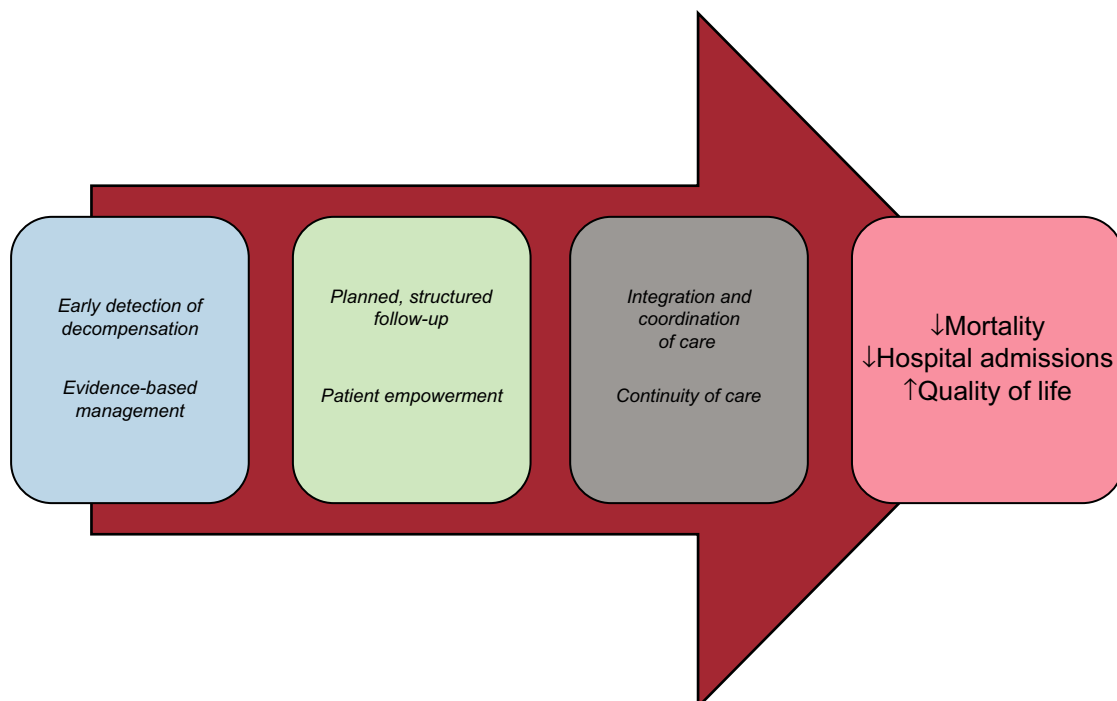 Early detection of
decompensation
Evidence-based
management
Planned, structured
follow-up
Patient empowerment
Integration and
coordination
of care
Continuity of care
↓Mortality
↓Hospital admissions
↑Quality of life